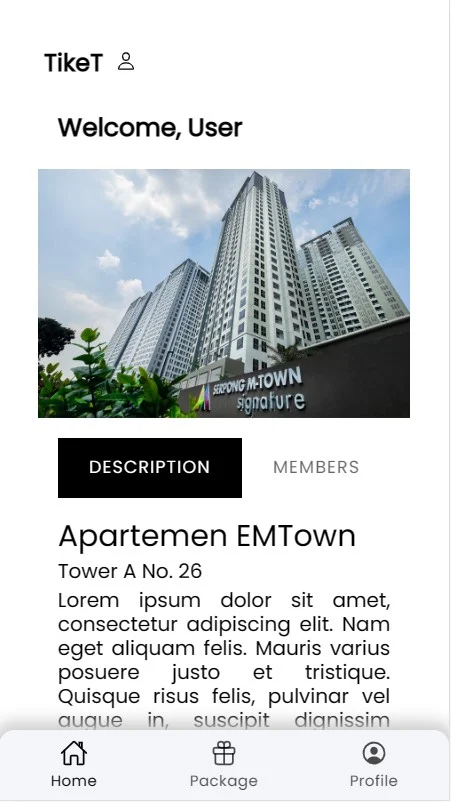 TikeT
Welcome, User
SERPONG M-TOWN
signature
DESCRIPTION
MEMBERS
Apartemen EMTown
Tower A No. 26
Lorem ipsum dolor sit amet,
consectetur adipiscing elit. Nam
eget aliquam felis. Mauris varius
posuere justo et tristique.
Quisque risus felis, pulvinar vel
augue in, suscipit dignissim
Home
Package
Profile